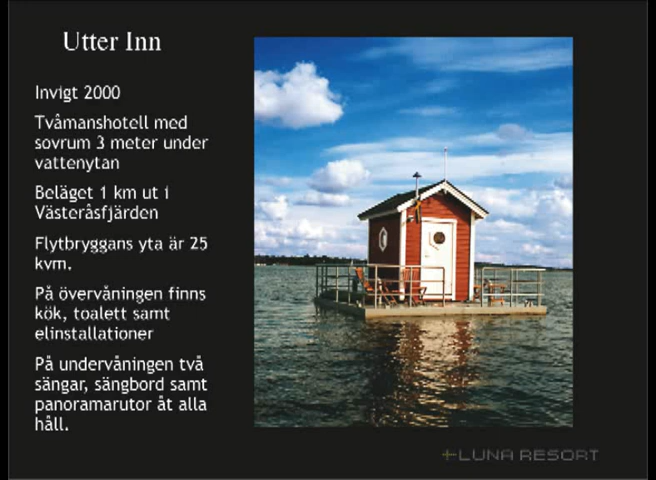 Utter Inn
Invigt 2000
Tvåmanshotell med
sovrum 3 meter under
vattenytan
Beläget 1 km ut i
Västeråsfjärden
Flytbryggans yta är 25
kvm.
På övervåningen finns
kök, toalett samt
elinstallationer
På undervåningen två
sängar, sängbord samt
panoramarutor åt alla
håll.
+LUNA RESORT